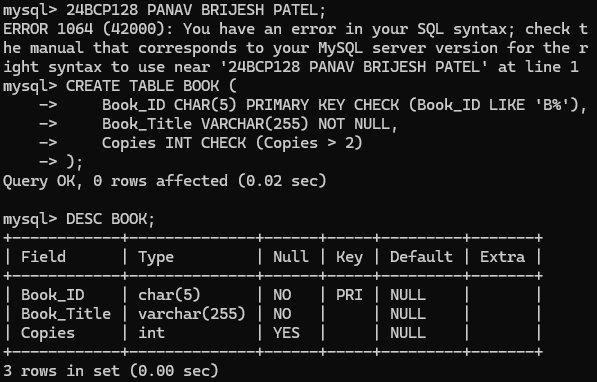 mysql> 24BCP128 PANAV BRIJESH PATEL;
ERROR 1064 (42000): You have an error in your SQL syntax; check t
he manual that corresponds to your MySQL server version for the r
ight syntax to use near '24BCP128 PANAV BRIJESH PATEL' at line 1
mysql> CREATE TABLE BOOK (
    ->     Book_ID CHAR(5) PRIMARY KEY CHECK (Book_ID LIKE 'B%'),
    ->     Book_Title VARCHAR(255) NOT NULL,
    ->     Copies INT CHECK (Copies > 2)
    -> );
Query OK, 0 rows affected (0.02 sec)

mysql> DESC BOOK;
+------------+--------------+------+-----+---------+-------+
| Field      | Type         | Null | Key | Default | Extra |
+------------+--------------+------+-----+---------+-------+
| Book_ID    | char(5)      | NO   | PRI | NULL    |       |
| Book_Title | varchar(255) | NO   |     | NULL    |       |
| Copies     | int          | YES  |     | NULL    |       |
+------------+--------------+------+-----+---------+-------+
3 rows in set (0.00 sec)